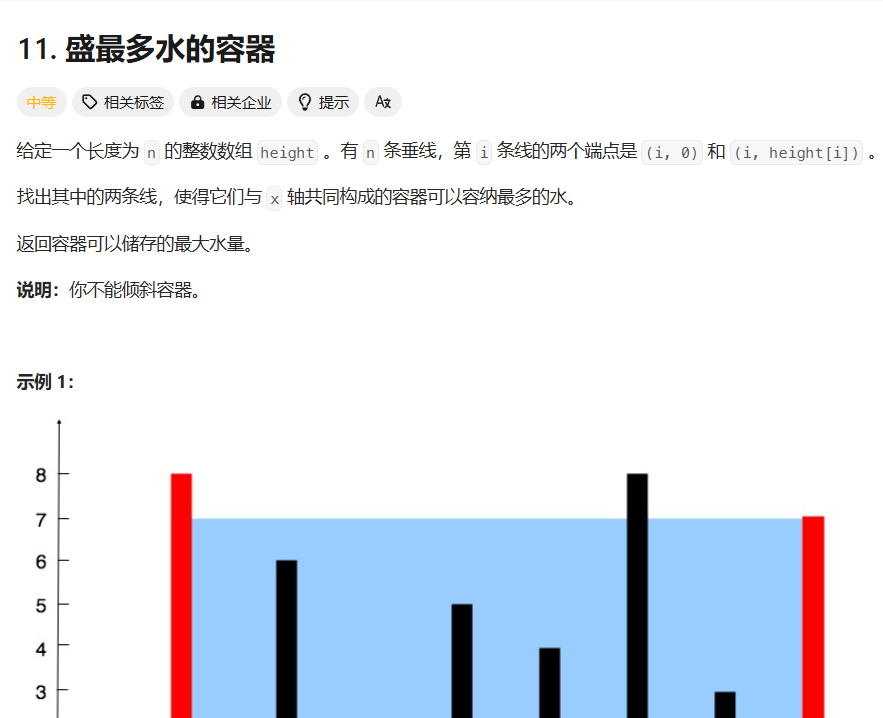 11. 盛最多水的容器
中等 相关标签 相关企业 提示 Aχ
给定一个长度为 n 的整数数组 height 。有 n 条垂线，第 i 条线的两个端点是 (i, 0) 和 (i, height[i]) 。
找出其中的两条线，使得它们与 x 轴共同构成的容器可以容纳最多的水。
返回容器可以储存的最大水量。
说明：你不能倾斜容器。
示例 1：
8
7
6
5
4
3